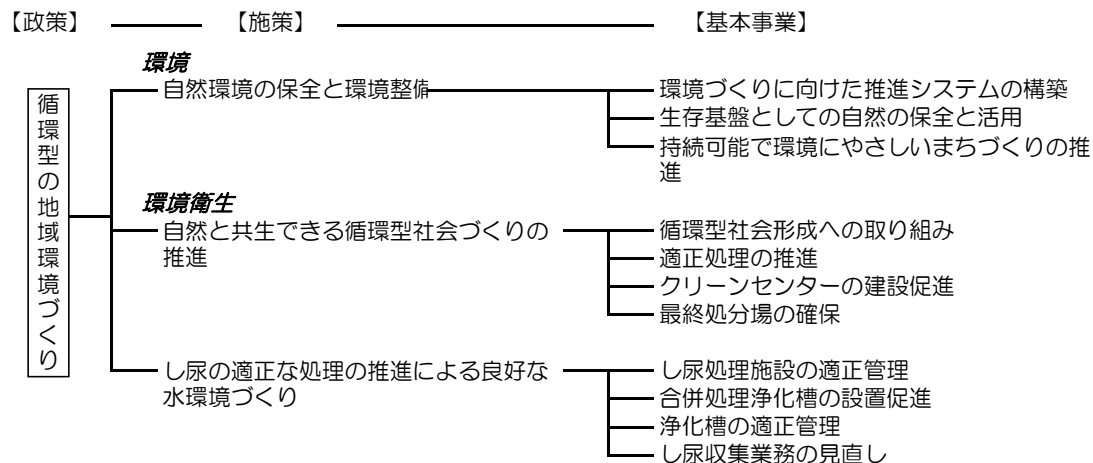 【政策】 【施策】 【基本事業】
環境
自然環境の保全と環境整備
環境づくりに向けた推進システムの構築
生存基盤としての自然の保全と活用
持続可能で環境にやさしいまちづくりの推
進
循環型の地域環境づくり
環境衛生
自然と共生できる循環型社会づくりの
推進
循環型社会形成への取り組み
適正処理の推進
クリーンセンターの建設促進
最終処分場の確保
し尿の適正な処理の推進による良好な
水環境づくり
し尿処理施設の適正管理
合併処理浄化槽の設置促進
浄化槽の適正管理
し尿収集業務の見直し